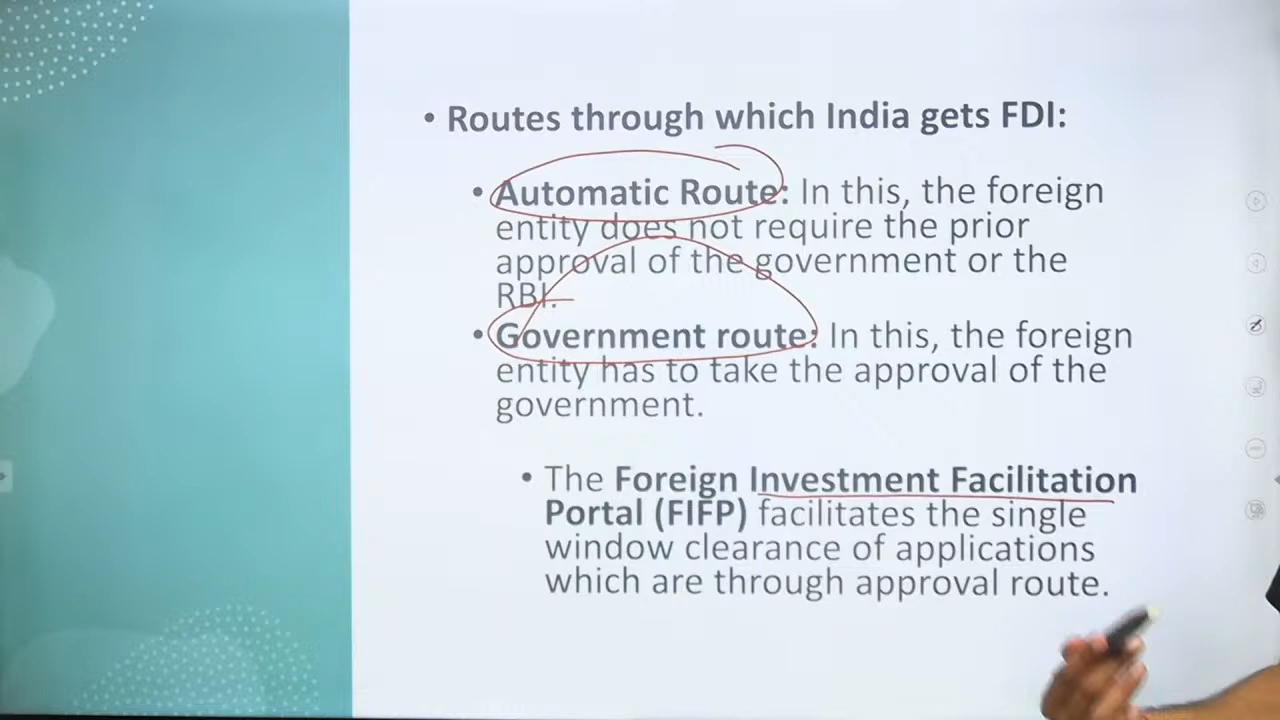 • Routes through which India gets FDI:
• Automatic Route: In this, the foreign
entity does not require the prior
approval of the government or the
RBI.
• Government route: In this, the foreign
entity has to take the approval of the
government.
• The Foreign Investment Facilitation
Portal (FIFP) facilitates the single
window clearance of applications
which are through approval route.